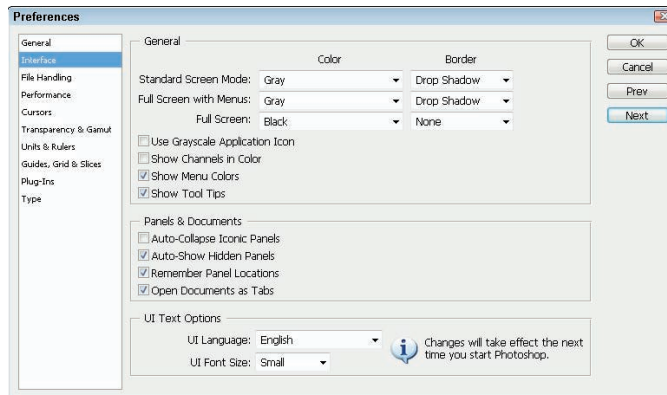 Preferences
General
Interface
File Handling
Performance
Cursors
Transparency & Gamut
Units & Rulers
Guides, Grid & Slices
Plug-Ins
Type
General
Color Border
Standard Screen Mode: Gray Drop Shadow
Full Screen with Menus: Gray Drop Shadow
Full Screen: Black None
Use Grayscale Application Icon
Show Channels in Color
Show Menu Colors
Show Tool Tips
Panels & Documents
Auto-Collapse Iconic Panels
Auto-Show Hidden Panels
Remember Panel Locations
Open Documents as Tabs
UI Text Options
UI Language: English
UI Font Size: Small
Changes will take effect the next
time you start Photoshop.
OK
Cancel
Prev
Next